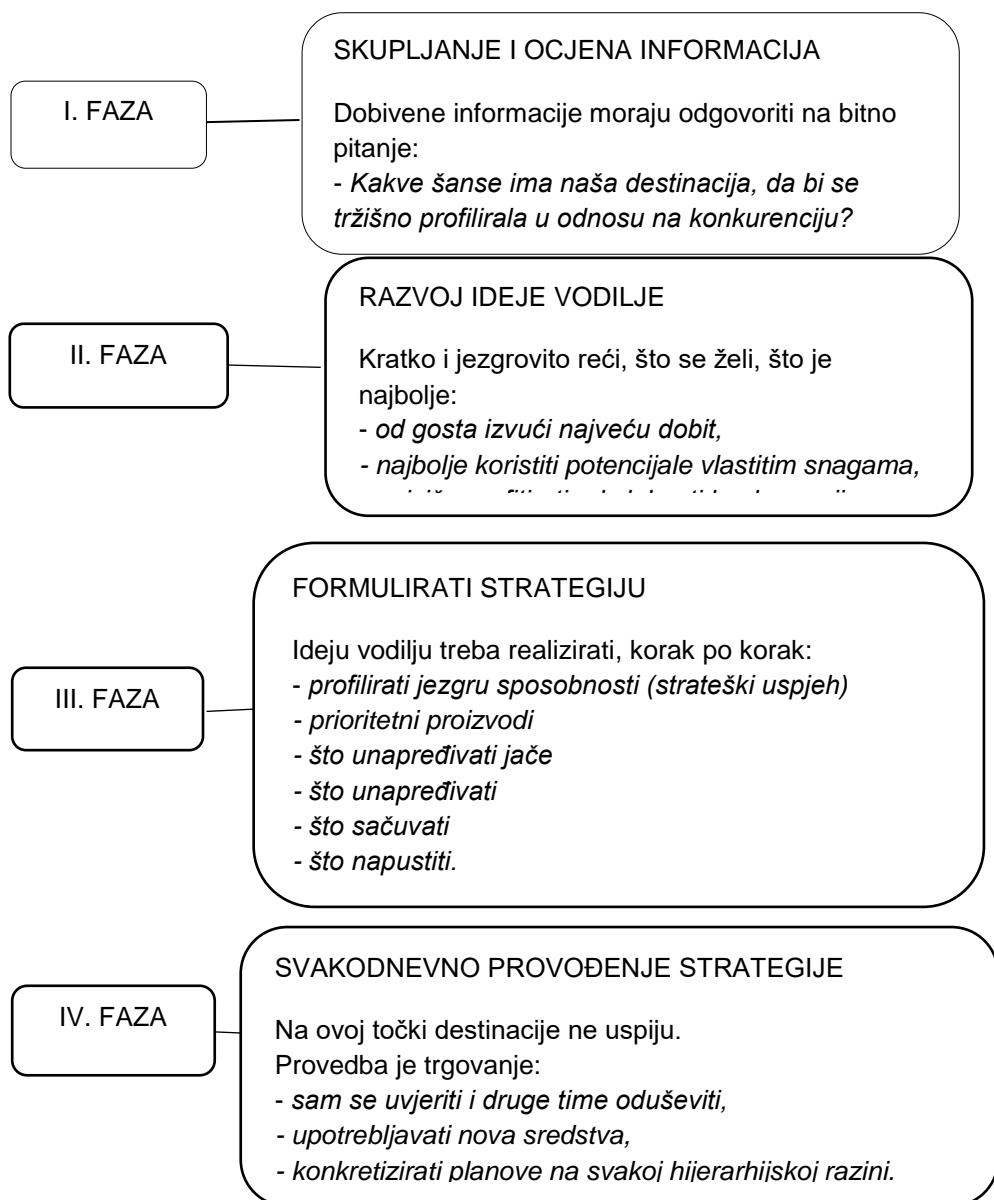 I. FAZA
SKUPLJANJE I OCJENA INFORMACIJA
Dobivene informacije moraju odgovoriti na bitno
pitanje:
- Kakve šanse ima naša destinacija, da bi se
tržišno profilirala u odnosu na konkurenciju?
II. FAZA
RAZVOJ IDEJE VODILJE
Kratko i jezgrovito reći, što se želi, što je
najbolje:
- od gosta izvući najveću dobit,
- najbolje koristiti potencijale vlastitim snagama,
III. FAZA
FORMULIRATI STRATEGIJU
Ideju vodilju treba realizirati, korak po korak:
- profilirati jezgru sposobnosti (strateški uspjeh)
- prioritetni proizvodi
- što unapređivati jače
- što unapređivati
- što sačuvati
- što napustiti.
IV. FAZA
SVAKODNEVNO PROVOĐENJE STRATEGIJE
Na ovoj točki destinacije ne uspiju.
Provedba je trgovanje:
- sam se uvjeriti i druge time oduševiti,
- upotrebljavati nova sredstva,
- konkretizirati planove na svakoj hijerarhijskoj razini.